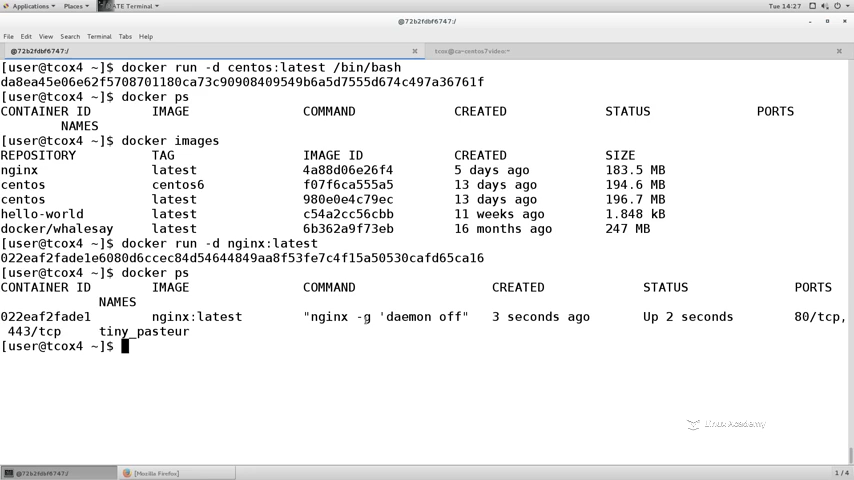 Applications Places MATE Terminal Tue 14:27
@72b2fdbf6747:/
File Edit View Search Terminal Tabs Help
@72b2fdbf6747:/
[user@tcox4 ~]$ docker run -d centos:latest /bin/bash
da8ea45e06e62f5708701180ca73c90908409549b6a5d7555d674c497a36761f
[user@tcox4 ~]$ docker ps
CONTAINER ID IMAGE COMMAND CREATED STATUS PORTS
NAMES
[user@tcox4 ~]$ docker images
REPOSITORY TAG IMAGE ID CREATED SIZE
nginx latest 4a88d06e26f4 5 days ago 183.5 MB
centos centos6 f07f6ca555a5 13 days ago 194.6 MB
centos latest 980e0e4c79ec 13 days ago 196.7 MB
hello-world latest c54a2cc56cbb 11 weeks ago 1.848 kB
docker/whalesay latest 6b362a9f73eb 16 months ago 247 MB
[user@tcox4 ~]$ docker run -d nginx:latest
022eaf2fade1e6080d6ccec84d54644849aa8f53fe7c4f15a50530cafd65ca16
[user@tcox4 ~]$ docker ps
CONTAINER ID IMAGE COMMAND CREATED STATUS PORTS
NAMES
022eaf2fade1 nginx:latest "nginx -g 'daemon off" 3 seconds ago Up 2 seconds 80/tcp,
443/tcp tiny_pasteur
[user@tcox4 ~]$
Linux Academy
@72b2fdbf6747:/ [Mozilla Firefox] 1 / 4